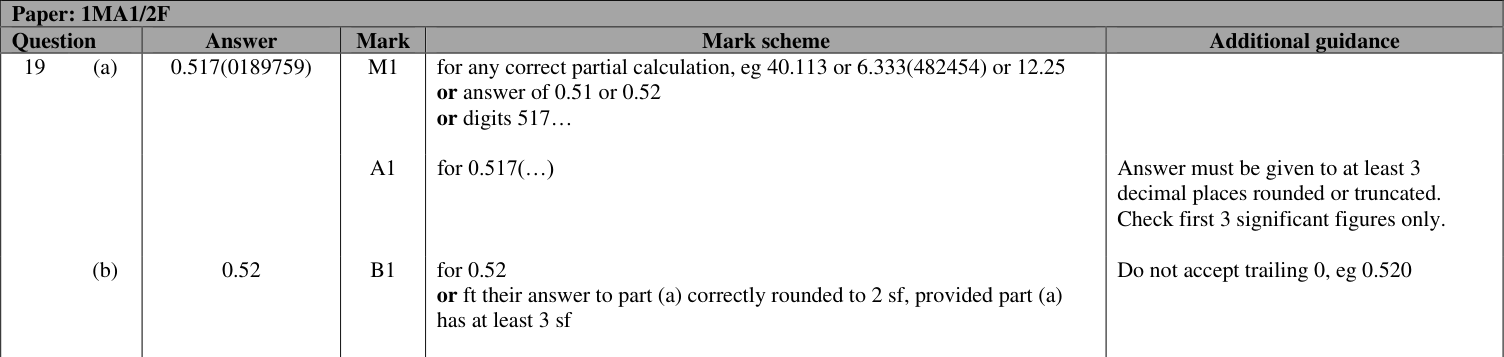 Paper: 1MA1/2F
Question Answer Mark Mark scheme Additional guidance
19 (a) 0.517(0189759) M1 for any correct partial calculation, eg 40.113 or 6.333(482454) or 12.25
or answer of 0.51 or 0.52
or digits 517…
A1 for 0.517(…) Answer must be given to at least 3
decimal places rounded or truncated.
Check first 3 significant figures only.
(b) 0.52 B1 for 0.52 Do not accept trailing 0, eg 0.520
or ft their answer to part (a) correctly rounded to 2 sf, provided part (a)
has at least 3 sf